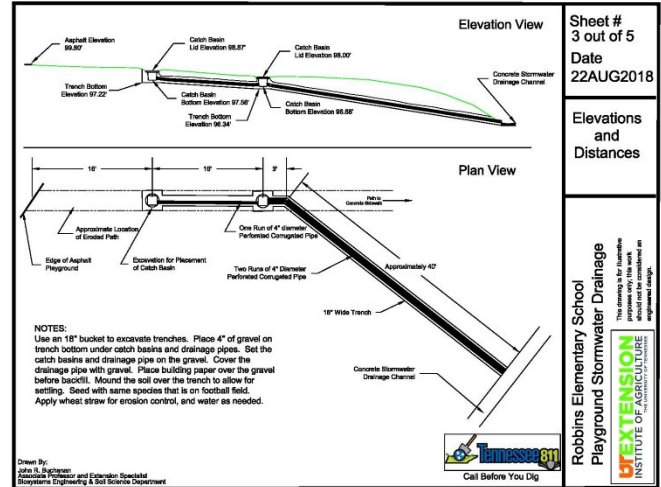 Elevation View
Asphalt Elevation
99.80'
Catch Basin
Lid Elevation 98.87'
Catch Basin
Lid Elevation 98.00'
Concrete Stormwater
Drainage Channel
Trench Bottom
Elevation 97.22'
Catch Basin
Bottom Elevation 97.56'
Trench Bottom
Elevation 96.34'
Catch Basin
Bottom Elevation 96.68'
Plan View
16'
16'
3'
Path to
Concrete Sidewalk
Approximate Location
of Eroded Path
One Run of 4" diameter
Perforated Corrugated Pipe
Edge of Asphalt
Playground
Excavation for Placement
of Catch Basin
Two Runs of 4" Diameter
Perforated Corrugated Pipe
Approximately 40'
18" Wide Trench
Concrete Stormwater
Drainage Channel
NOTES:
Use an 18" bucket to excavate trenches. Place 4" of gravel on
trench bottom under catch basins and drainage pipes. Set the
catch basins and drainage pipe on the gravel. Cover the
drainage pipe with gravel. Place building paper over the gravel
before backfill. Mound the soil over the trench to allow for
settling. Seed with same species that is on football field.
Apply wheat straw for erosion control, and water as needed.
Drawn By:
John R. Buchanan
Associate Professor and Extension Specialist
Biosystems Engineering & Soil Science Department
Tennessee 811
Call Before You Dig
Sheet #
3 out of 5
Date
22AUG2018
Elevations
and
Distances
Robbins Elementary School
Playground Stormwater Drainage
This drawing is for illustrative
purposes only; this work
should not be considered an
engineered design.
UT EXTENSION
INSTITUTE OF AGRICULTURE
THE UNIVERSITY OF TENNESSEE